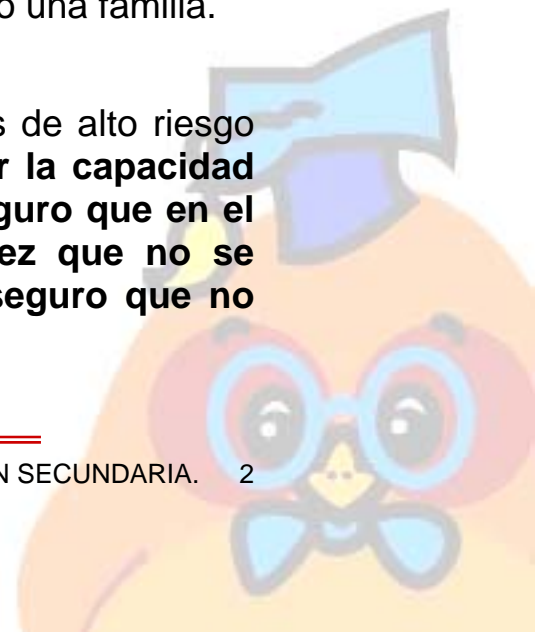 una familia.
de alto riesgo
la capacidad
guro que en el
ez que no se
seguro que no
N SECUNDARIA. 2